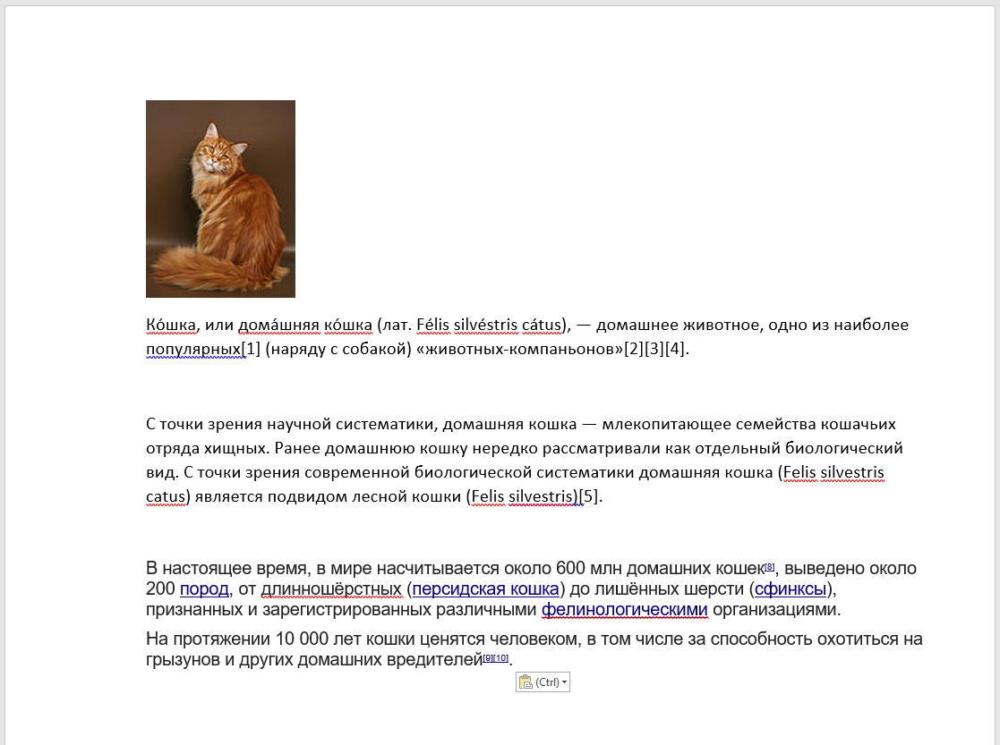 Ко́шка, или дома́шняя ко́шка (лат. Félis silvéstris cátus), — домашнее животное, одно из наиболее
популярных[1] (наряду с собакой) «животных-компаньонов»[2][3][4].
С точки зрения научной систематики, домашняя кошка — млекопитающее семейства кошачьих
отряда хищных. Ранее домашнюю кошку нередко рассматривали как отдельный биологический
вид. С точки зрения современной биологической систематики домашняя кошка (Felis silvestris
catus) является подвидом лесной кошки (Felis silvestris)[5].
В настоящее время, в мире насчитывается около 600 млн домашних кошек[8], выведено около
200 пород, от длинношёрстных (персидская кошка) до лишённых шерсти (сфинксы),
признанных и зарегистрированных различными фелинологическими организациями.
На протяжении 10 000 лет кошки ценятся человеком, в том числе за способность охотиться на
грызунов и других домашних вредителей[9][10].
(Ctrl)